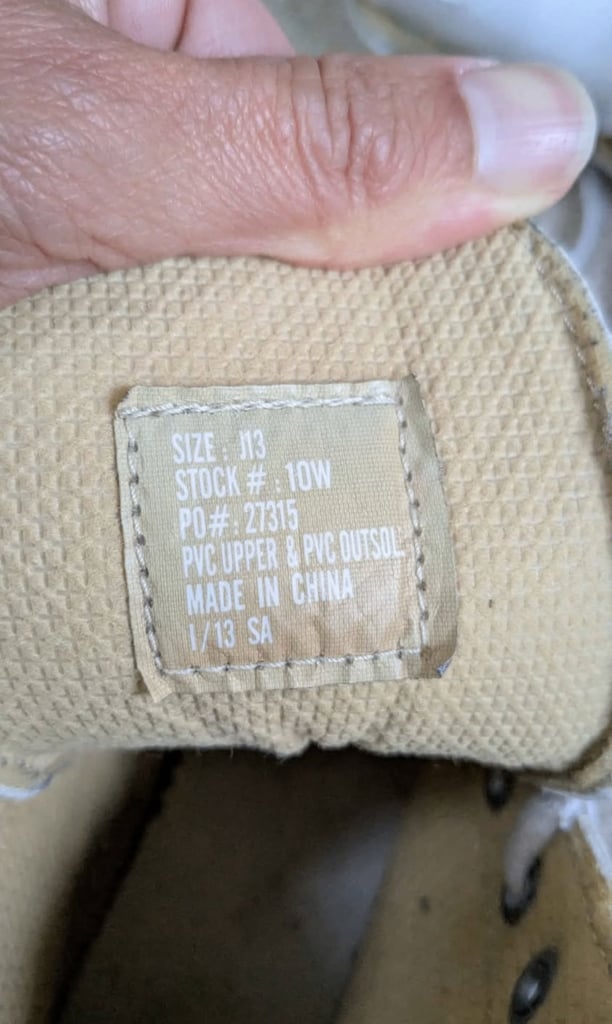 SIZE : J13
STOCK # : 10W
PO# : 27315
PVC UPPER & PVC OUTSOL
MADE IN CHINA
1/13 SA